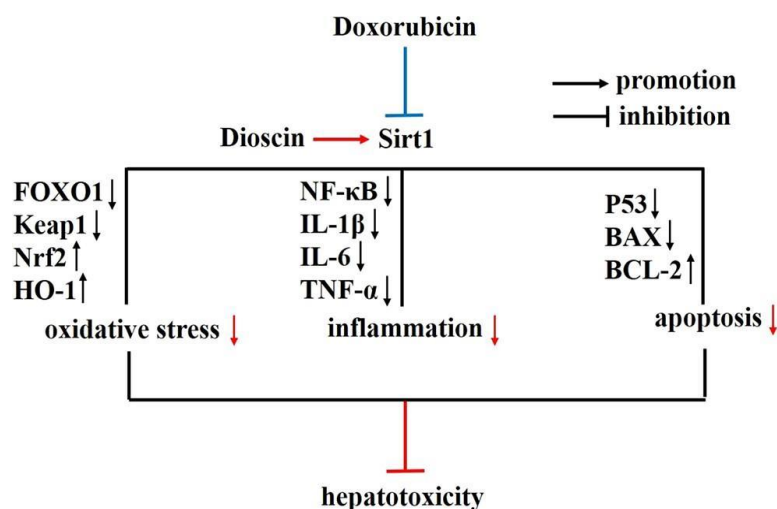 Doxorubicin
promotion
inhibition
Dioscin
Sirt1
FOXO1↓
Keap1↓
Nrf2↑
HO-1↑
oxidative stress ↓
NF-κB↓
IL-1β↓
IL-6↓
TNF-α↓
inflammation ↓
P53↓
BAX↓
BCL-2↑
apoptosis ↓
hepatotoxicity